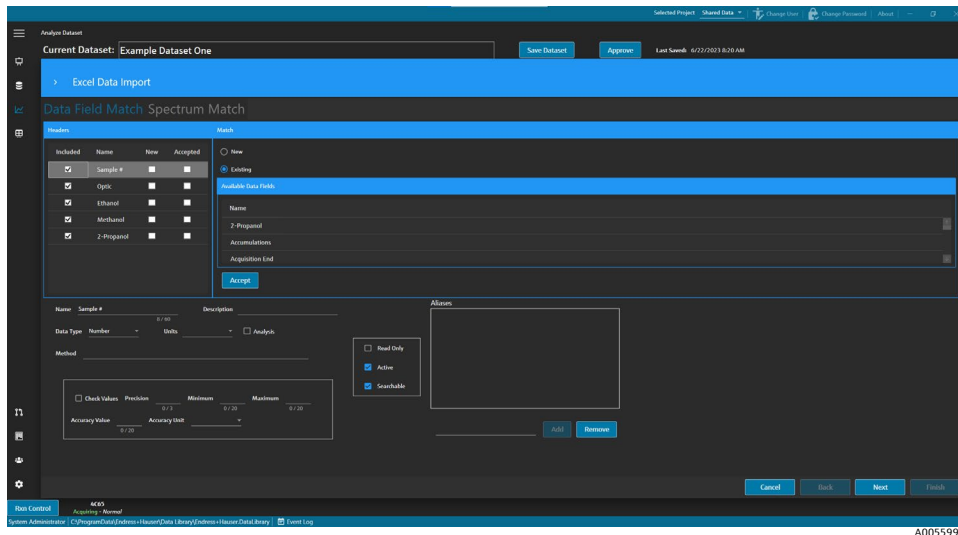 Selected Project Shared Data Change User Change Password About
Analyze Dataset
Current Dataset: Example Dataset One Save Dataset Approve Last Saved: 6/22/2023 8:20 AM
Excel Data Import
Data Field Match Spectrum Match
Headers Match
Included Name New Accepted
New
Sample #
Existing
Optic
Available Data Fields
Ethanol
Name
Methanol
2-Propanol
2-Propanol
Accumulations
Acquisition End
Accept
Name Sample # Description Aliases
8 / 60
Data Type Number Units Analysis
Method
Read Only
Active
Searchable
Check Values Precision Minimum Maximum
0 / 3 0 / 20 0 / 20
Accuracy Value Accuracy Unit
0 / 20
Add Remove
Cancel Back Next Finish
Rxn Control
6C65
Acquiring - Normal
System Administrator C:\ProgramData\Endress+Hauser\Data Library\Endress+Hauser.DataLibrary Event Log
A005599